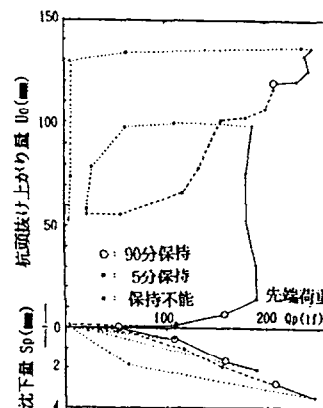 150
杭頭抜け上がり量 Uo(mm)
100
50
○: 90分保持
・: 5分保持
・: 保持不能
先端荷重
0
100
200
Qp(tf)
沈下量 Sp(mm)
2
4